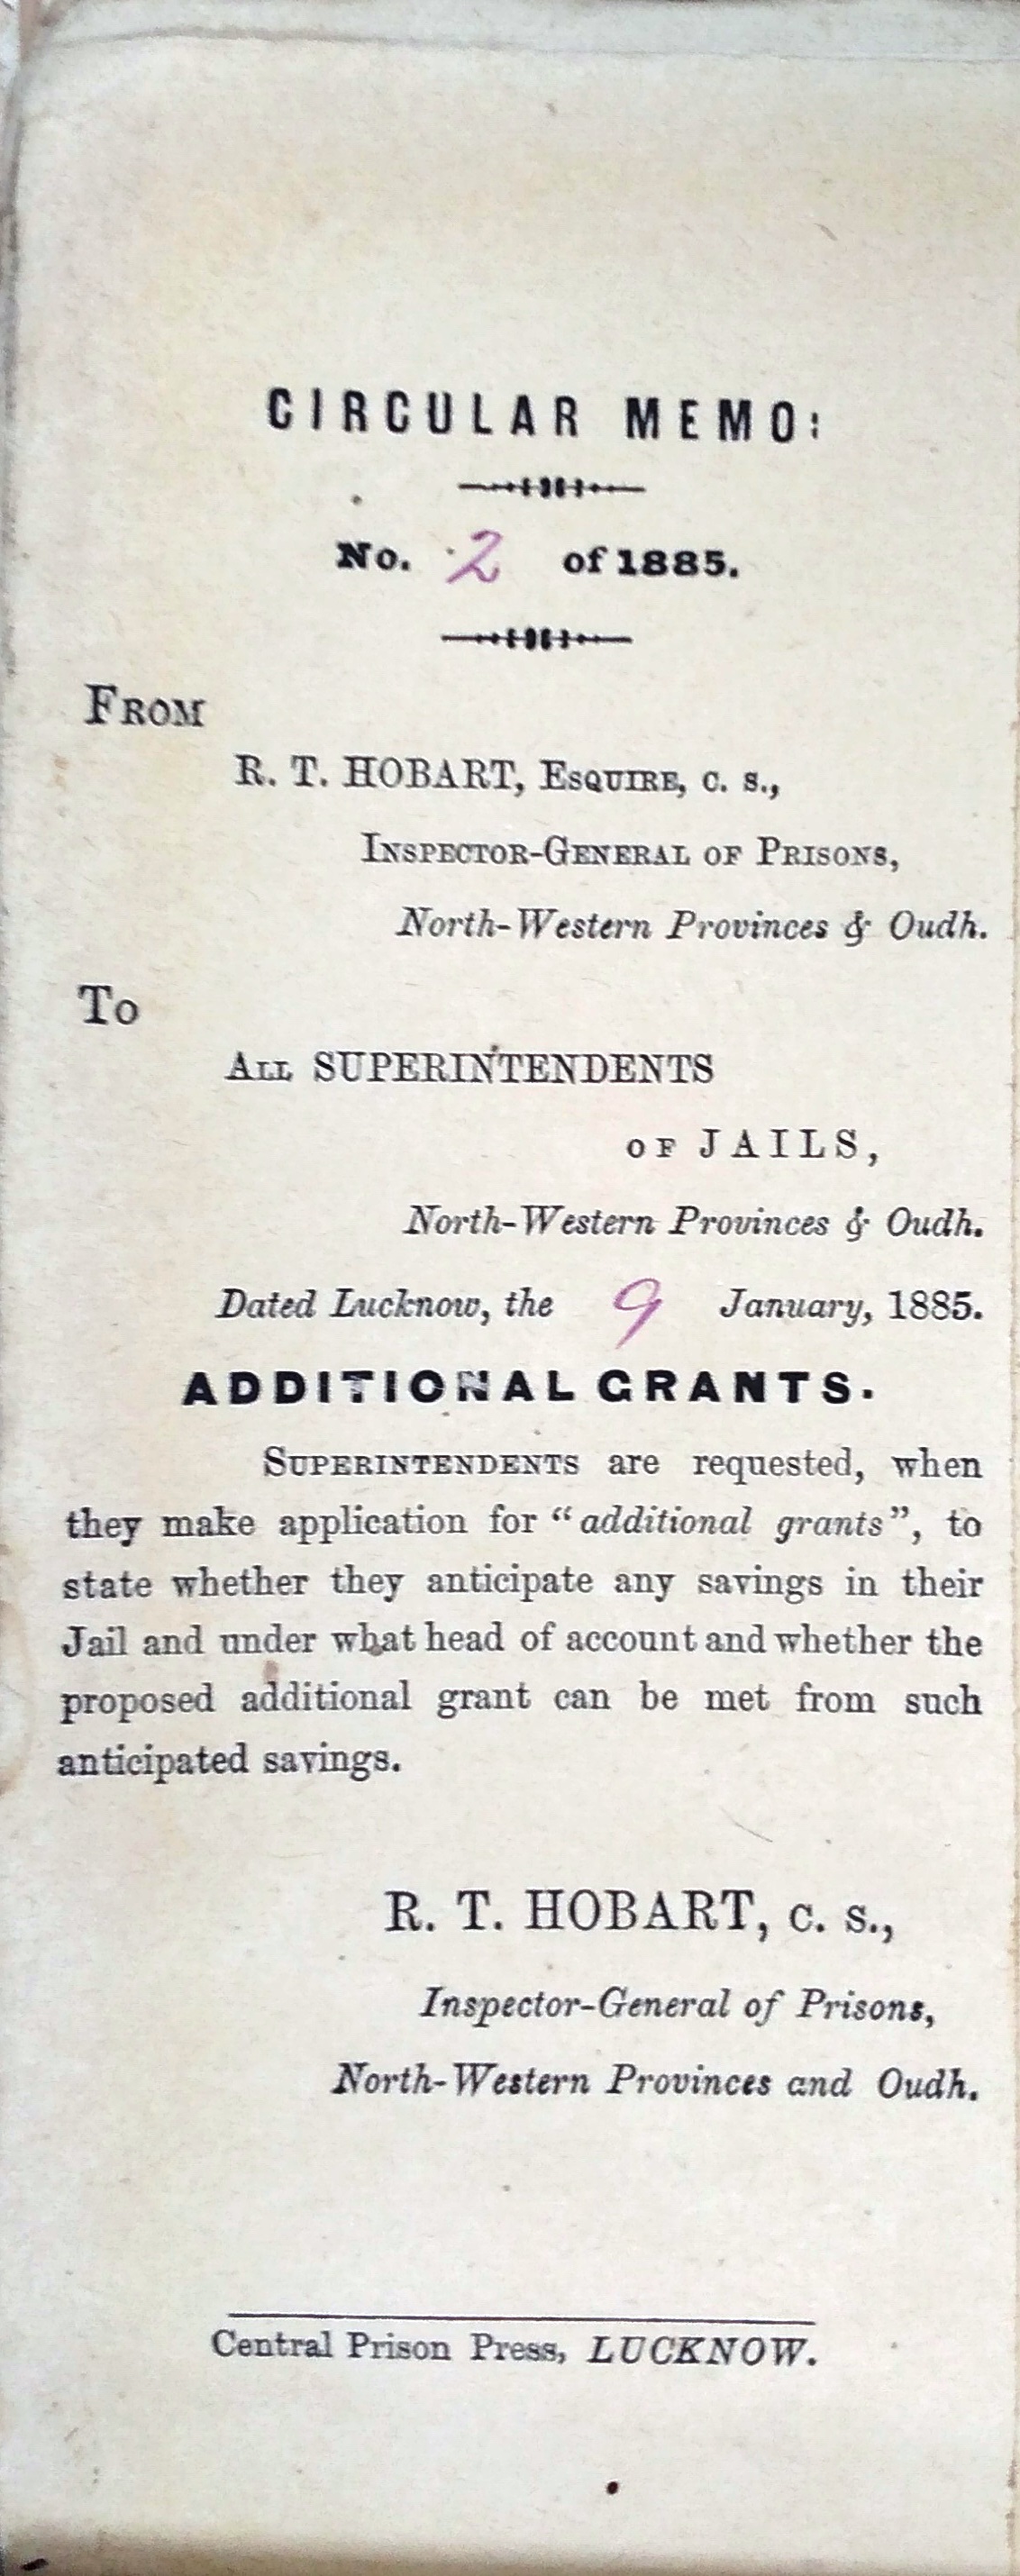 CIRCULAR MEMO:
No. 2 of 1885.
FROM
R. T. HOBART, ESQUIRE, C. S.,
INSPECTOR-GENERAL OF PRISONS,
North-Western Provinces & Oudh.
To
ALL SUPERINTENDENTS
OF JAILS,
North-Western Provinces & Oudh.
Dated Lucknow, the 9 January, 1885.
ADDITIONAL GRANTS.
SUPERINTENDENTS are requested, when
they make application for "additional grants", to
state whether they anticipate any savings in their
Jail and under what head of account and whether the
proposed additional grant can be met from such
anticipated savings.
R. T. HOBART, C. S.,
Inspector-General of Prisons,
North-Western Provinces and Oudh.
Central Prison Press, LUCKNOW.